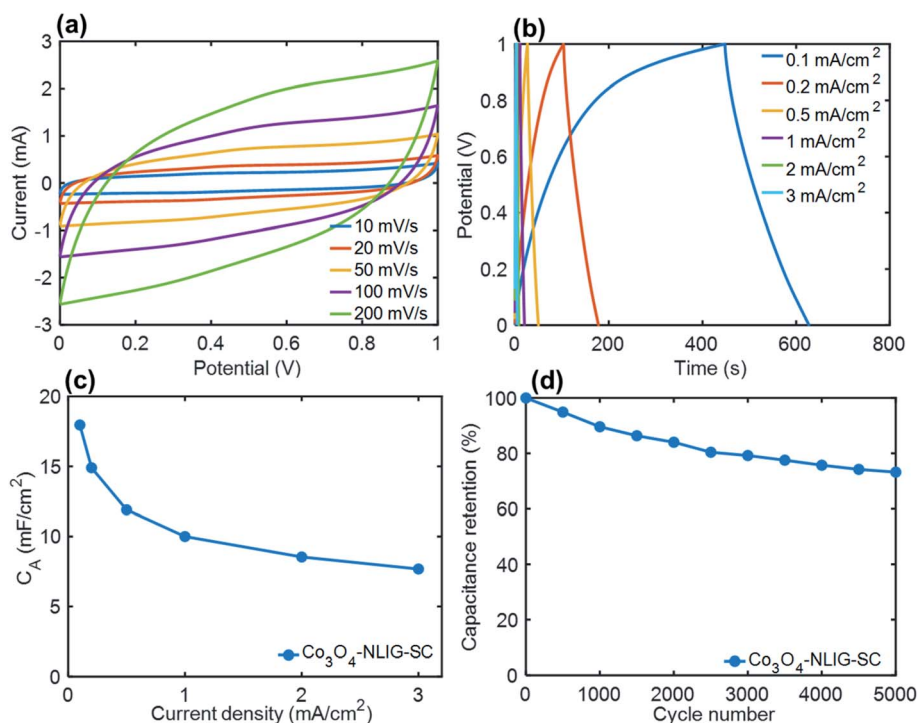 (a)
3
2
1
0
-1
-2
-3
Current (mA)
0
0.2
0.4
0.6
0.8
1
Potential (V)
10 mV/s
20 mV/s
50 mV/s
100 mV/s
200 mV/s
(b)
1
0.8
0.6
0.4
0.2
0
Potential (V)
0
200
400
600
800
Time (s)
0.1 mA/cm²
0.2 mA/cm²
0.5 mA/cm²
1 mA/cm²
2 mA/cm²
3 mA/cm²
(c)
20
15
10
5
0
C_A (mF/cm²)
0
1
2
3
Current density (mA/cm²)
Co₃O₄-NLIG-SC
(d)
100
80
60
40
20
0
Capacitance retention (%)
0
1000
2000
3000
4000
5000
Cycle number
Co₃O₄-NLIG-SC